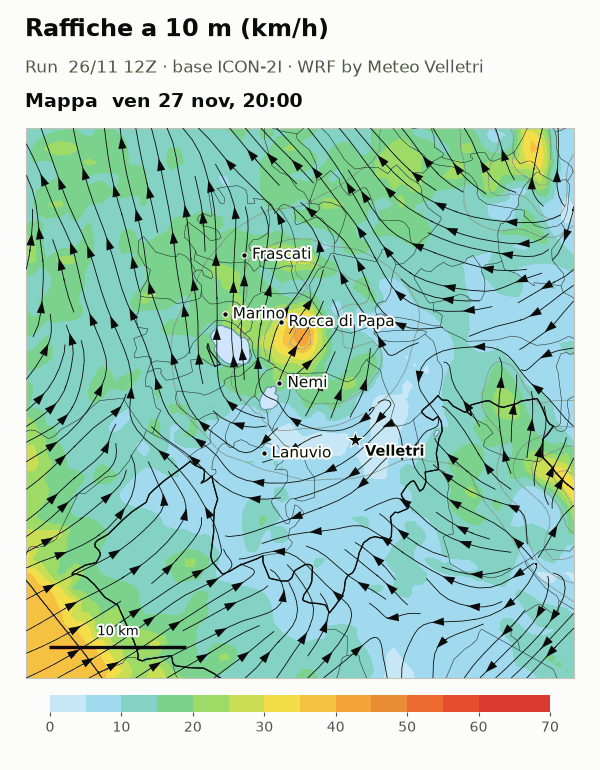 Raffiche a 10 m (km/h)
Run 26/11 12Z · base ICON-2I · WRF by Meteo Velletri
Mappa ven 27 nov, 20:00
Frascati
Marino
Rocca di Papa
Nemi
Lanuvio
Velletri
10 km
0 10 20 30 40 50 60 70